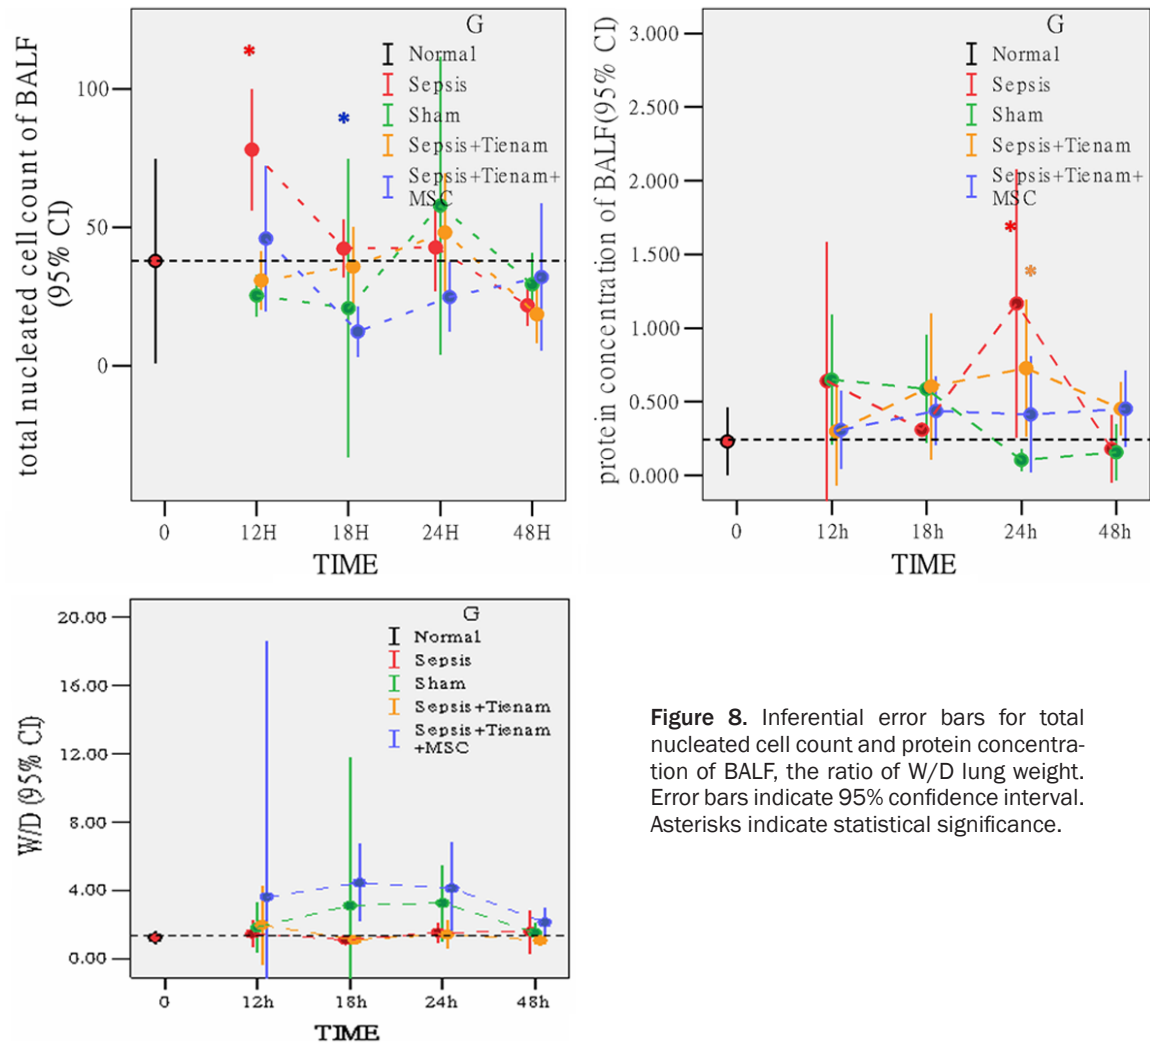 total nucleated cell count of BALF
(95% CI)
100
50
0
G
Normal
Sepsis
Sham
Sepsis+Tienam
Sepsis+Tienam+
MSC
*
*
0 12H 18H 24H 48H
TIME
protein concentration of BALF(95% CI)
3.000
2.500
2.000
1.500
1.000
0.500
0.000
G
Normal
Sepsis
Sham
Sepsis+Tienam
Sepsis+Tienam+
MSC
*
*
0 12h 18h 24h 48h
TIME
W/D (95% CI)
20.00
16.00
12.00
8.00
4.00
0.00
G
Normal
Sepsis
Sham
Sepsis+Tienam
Sepsis+Tienam
+MSC
0 12h 18h 24h 48h
TIME
Figure 8. Inferential error bars for total
nucleated cell count and protein concentra-
tion of BALF, the ratio of W/D lung weight.
Error bars indicate 95% confidence interval.
Asterisks indicate statistical significance.